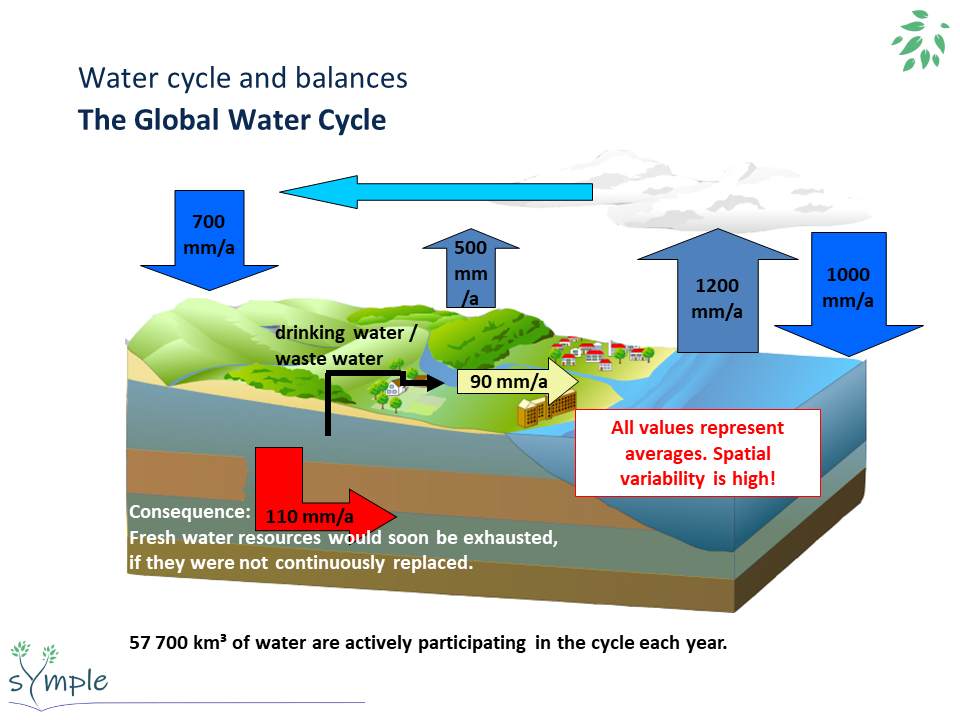 Water cycle and balances
The Global Water Cycle
700
mm/a
500
mm
/a
1200
mm/a
1000
mm/a
drinking water /
waste water
90 mm/a
All values represent
averages. Spatial
variability is high!
110 mm/a
Consequence:
Fresh water resources would soon be exhausted,
if they were not continuously replaced.
57 700 km³ of water are actively participating in the cycle each year.
sYmple